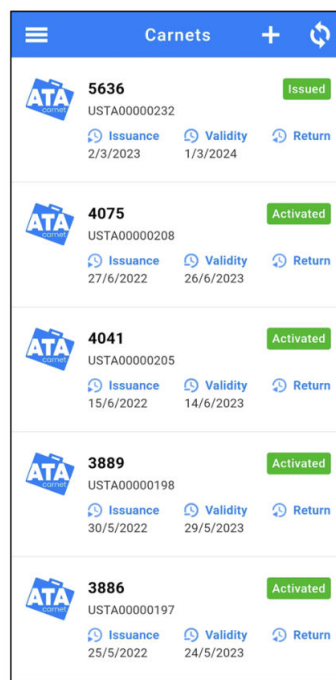 Carnets
ATA carnet
5636
Issued
USTA00000232
Issuance Validity Return
2/3/2023 1/3/2024
ATA carnet
4075
Activated
USTA00000208
Issuance Validity Return
27/6/2022 26/6/2023
ATA carnet
4041
Activated
USTA00000205
Issuance Validity Return
15/6/2022 14/6/2023
ATA carnet
3889
Activated
USTA00000198
Issuance Validity Return
30/5/2022 29/5/2023
ATA carnet
3886
Activated
USTA00000197
Issuance Validity Return
25/5/2022 24/5/2023